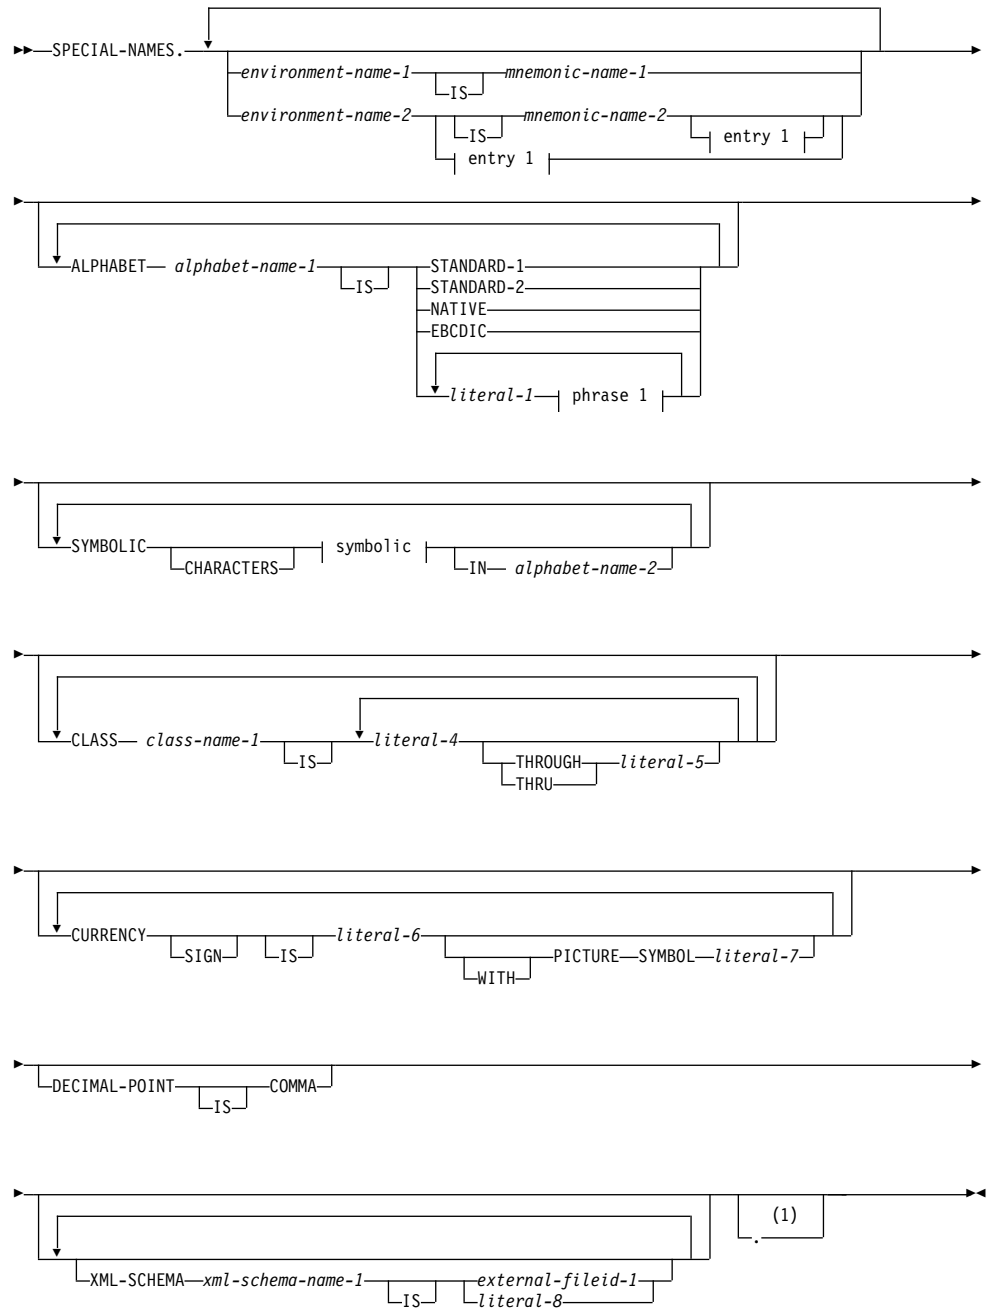 SPECIAL-NAMES.
environment-name-1 IS mnemonic-name-1
environment-name-2 IS mnemonic-name-2 entry 1
entry 1
ALPHABET alphabet-name-1 IS STANDARD-1
STANDARD-2
NATIVE
EBCDIC
literal-1 phrase 1
SYMBOLIC CHARACTERS symbolic IN alphabet-name-2
CLASS class-name-1 IS literal-4 THROUGH literal-5
THRU
CURRENCY SIGN IS literal-6 WITH PICTURE SYMBOL literal-7
DECIMAL-POINT IS COMMA
(1)
.
XML-SCHEMA xml-schema-name-1 IS external-fileid-1
literal-8